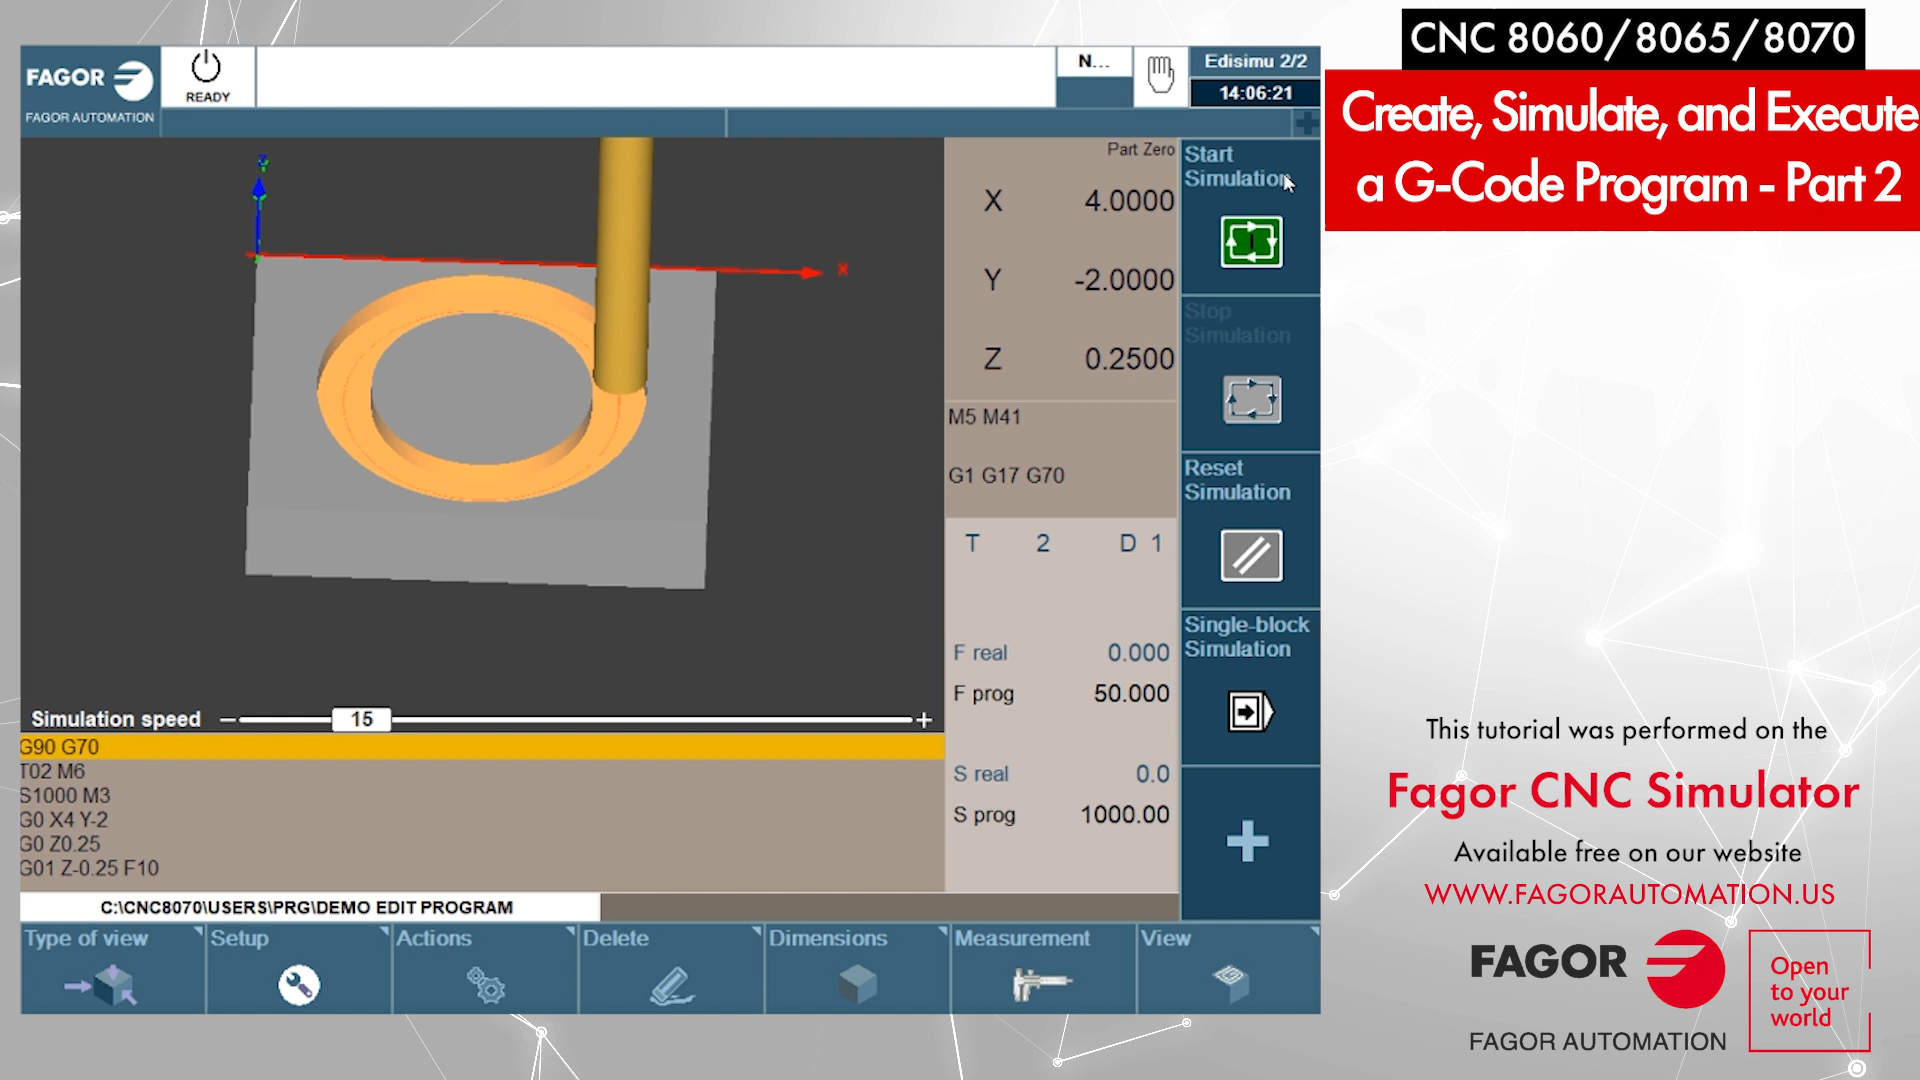 CNC 8060/8065/8070
Create, Simulate, and Execute
a G-Code Program - Part 2
FAGOR
FAGOR AUTOMATION
READY
N...
Edisimu 2/2
14:06:21
X
Part Zero
X 4.0000
Y -2.0000
Z 0.2500
M5 M41
G1 G17 G70
T 2 D 1
F real 0.000
F prog 50.000
S real 0.0
S prog 1000.00
Start
Simulation
Stop
Simulation
Reset
Simulation
Single-block
Simulation
Simulation speed
15
G90 G70
T02 M6
S1000 M3
G0 X4 Y-2
G0 Z0.25
G01 Z-0.25 F10
C:\CNC8070\USERS\PRG\DEMO EDIT PROGRAM
Type of view
Setup
Actions
Delete
Dimensions
Measurement
View
This tutorial was performed on the
Fagor CNC Simulator
Available free on our website
WWW.FAGORAUTOMATION.US
FAGOR
FAGOR AUTOMATION
Open
to your
world